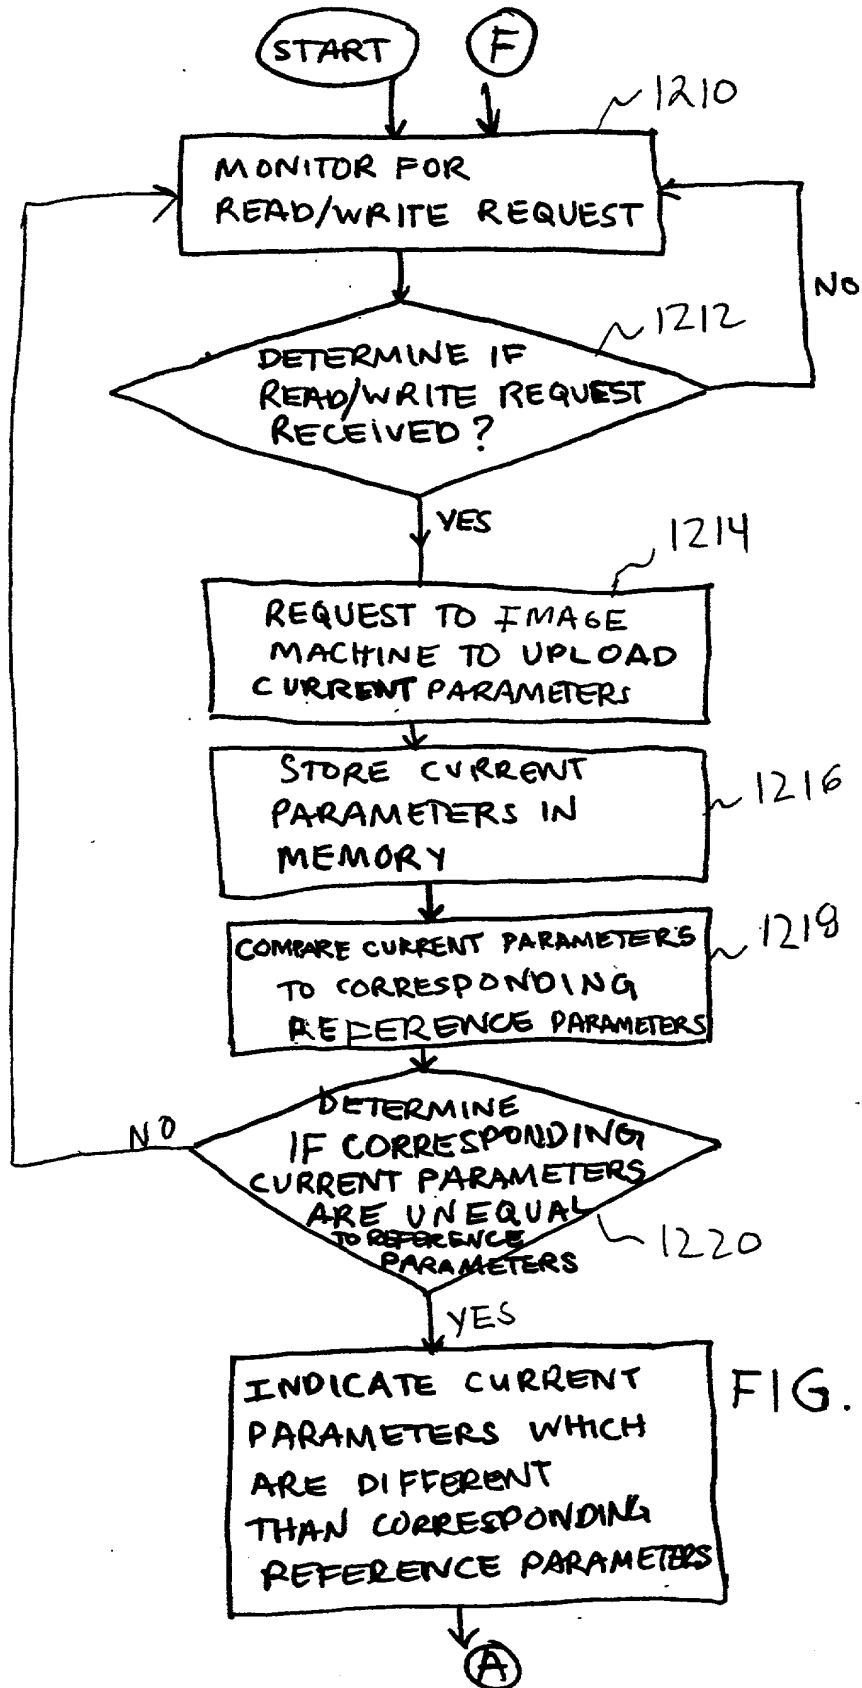 START
F
1210
MONITOR FOR
READ/WRITE REQUEST
NO
1212
DETERMINE IF
READ/WRITE REQUEST
RECEIVED?
YES
1214
REQUEST TO IMAGE
MACHINE TO UPLOAD
CURRENT PARAMETERS
STORE CURRENT
PARAMETERS IN
MEMORY
1216
COMPARE CURRENT PARAMETERS
TO CORRESPONDING
REFERENCE PARAMETERS
1218
NO
DETERMINE
IF CORRESPONDING
CURRENT PARAMETERS
ARE UNEQUAL
TO REFERENCE
PARAMETERS
1220
YES
INDICATE CURRENT
PARAMETERS WHICH
ARE DIFFERENT
THAN CORRESPONDING
REFERENCE PARAMETERS
FIG.
A